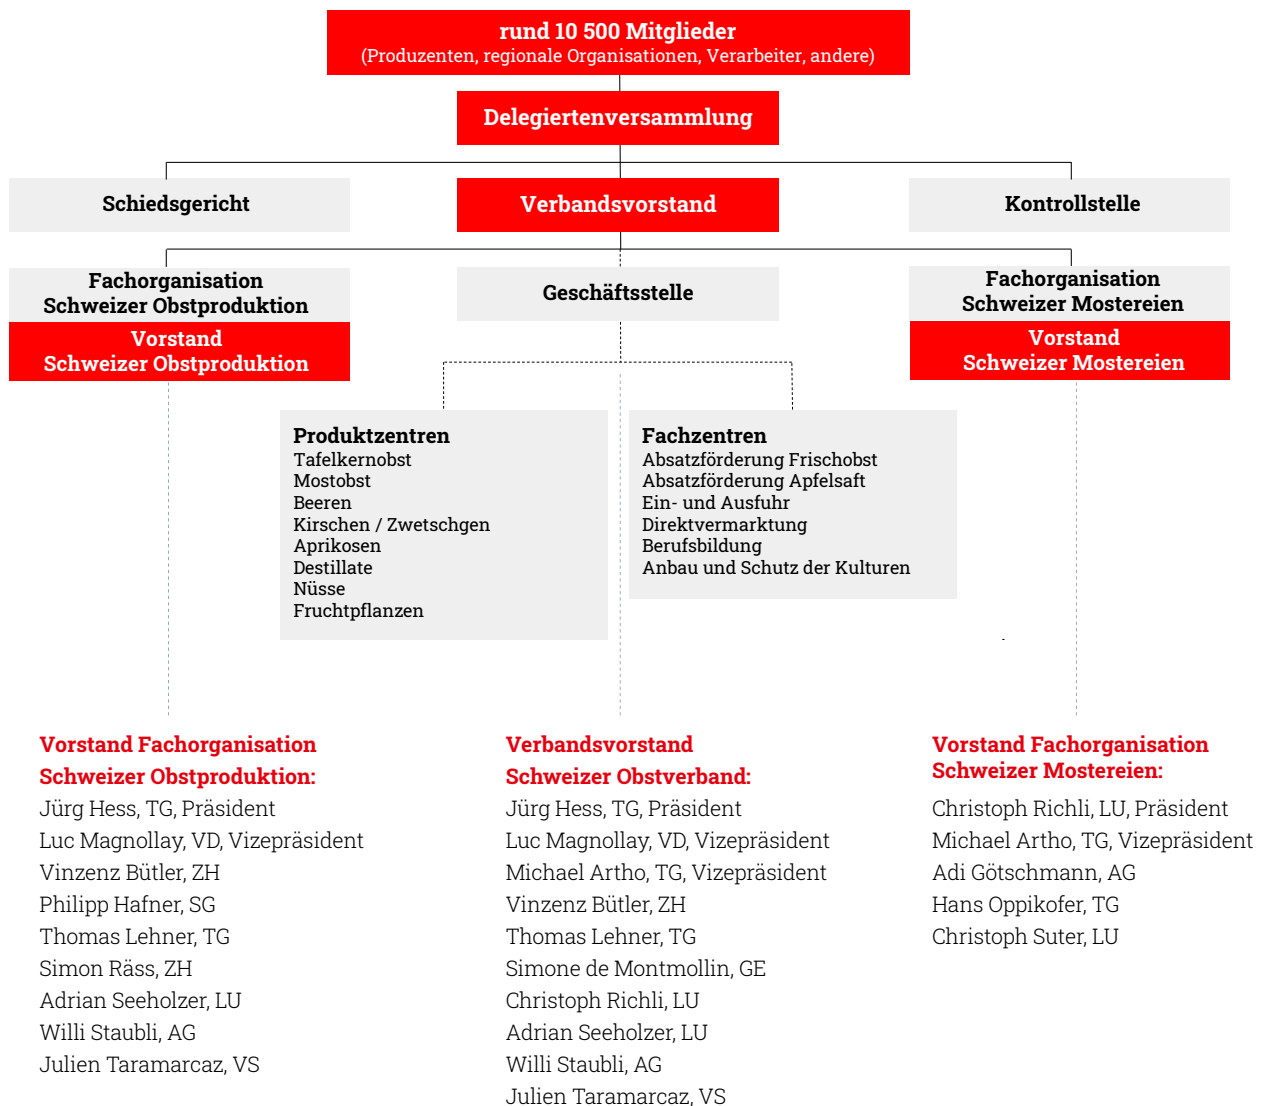 rund 10 500 Mitglieder
(Produzenten, regionale Organisationen, Verarbeiter, andere)
Delegiertenversammlung
Schiedsgericht
Verbandsvorstand
Kontrollstelle
Fachorganisation
Schweizer Obstproduktion
Vorstand
Schweizer Obstproduktion
Geschäftsstelle
Fachorganisation
Schweizer Mostereien
Vorstand
Schweizer Mostereien
Produktzentren
Tafelkernobst
Mostobst
Beeren
Kirschen / Zwetschgen
Aprikosen
Destillate
Nüsse
Fruchtpflanzen
Fachzentren
Absatzförderung Frischobst
Absatzförderung Apfelsaft
Ein- und Ausfuhr
Direktvermarktung
Berufsbildung
Anbau und Schutz der Kulturen
Vorstand Fachorganisation
Schweizer Obstproduktion:
Jürg Hess, TG, Präsident
Luc Magnollay, VD, Vizepräsident
Vinzenz Bütler, ZH
Philipp Hafner, SG
Thomas Lehner, TG
Simon Räss, ZH
Adrian Seeholzer, LU
Willi Staubli, AG
Julien Taramarcaz, VS
Verbandsvorstand
Schweizer Obstverband:
Jürg Hess, TG, Präsident
Luc Magnollay, VD, Vizepräsident
Michael Artho, TG, Vizepräsident
Vinzenz Bütler, ZH
Thomas Lehner, TG
Simone de Montmollin, GE
Christoph Richli, LU
Adrian Seeholzer, LU
Willi Staubli, AG
Julien Taramarcaz, VS
Vorstand Fachorganisation
Schweizer Mostereien:
Christoph Richli, LU, Präsident
Michael Artho, TG, Vizepräsident
Adi Götschmann, AG
Hans Oppikofer, TG
Christoph Suter, LU